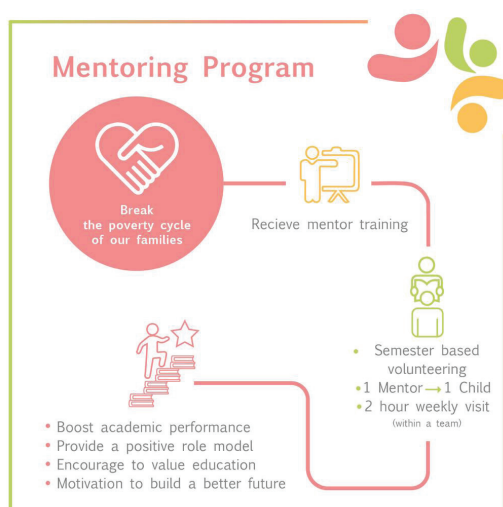 Mentoring Program
Break
the poverty cycle
of our families
Recieve mentor training
• Semester based
volunteering
• 1 Mentor → 1 Child
• 2 hour weekly visit
(within a team)
• Boost academic performance
• Provide a positive role model
• Encourage to value education
• Motivation to build a better future